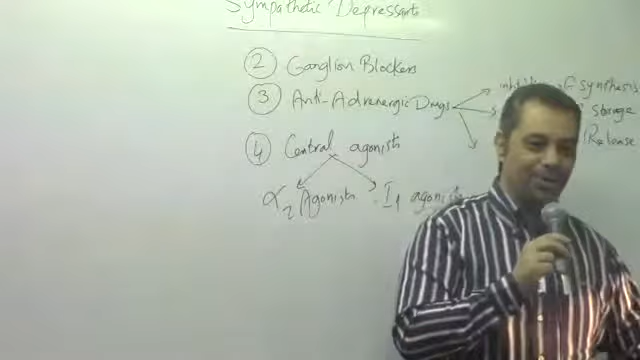 Sympathetic Depressants
2 Ganglion Blockers
3 Anti-Adrenergic Drugs of synthesis
storage
Release
4 Central agonists
α2 Agonists I1 agonists